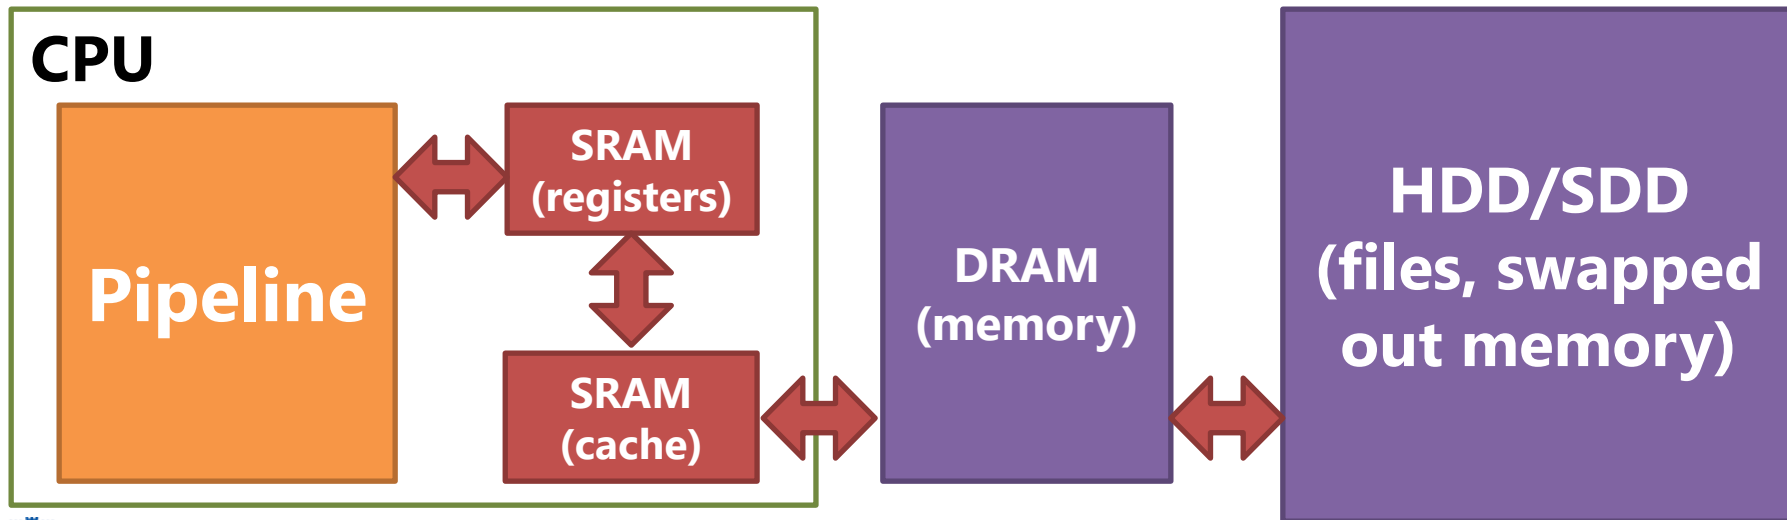 CPU
Pipeline
SRAM
(registers)
SRAM
(cache)
DRAM
(memory)
HDD/SDD
(files, swapped
out memory)